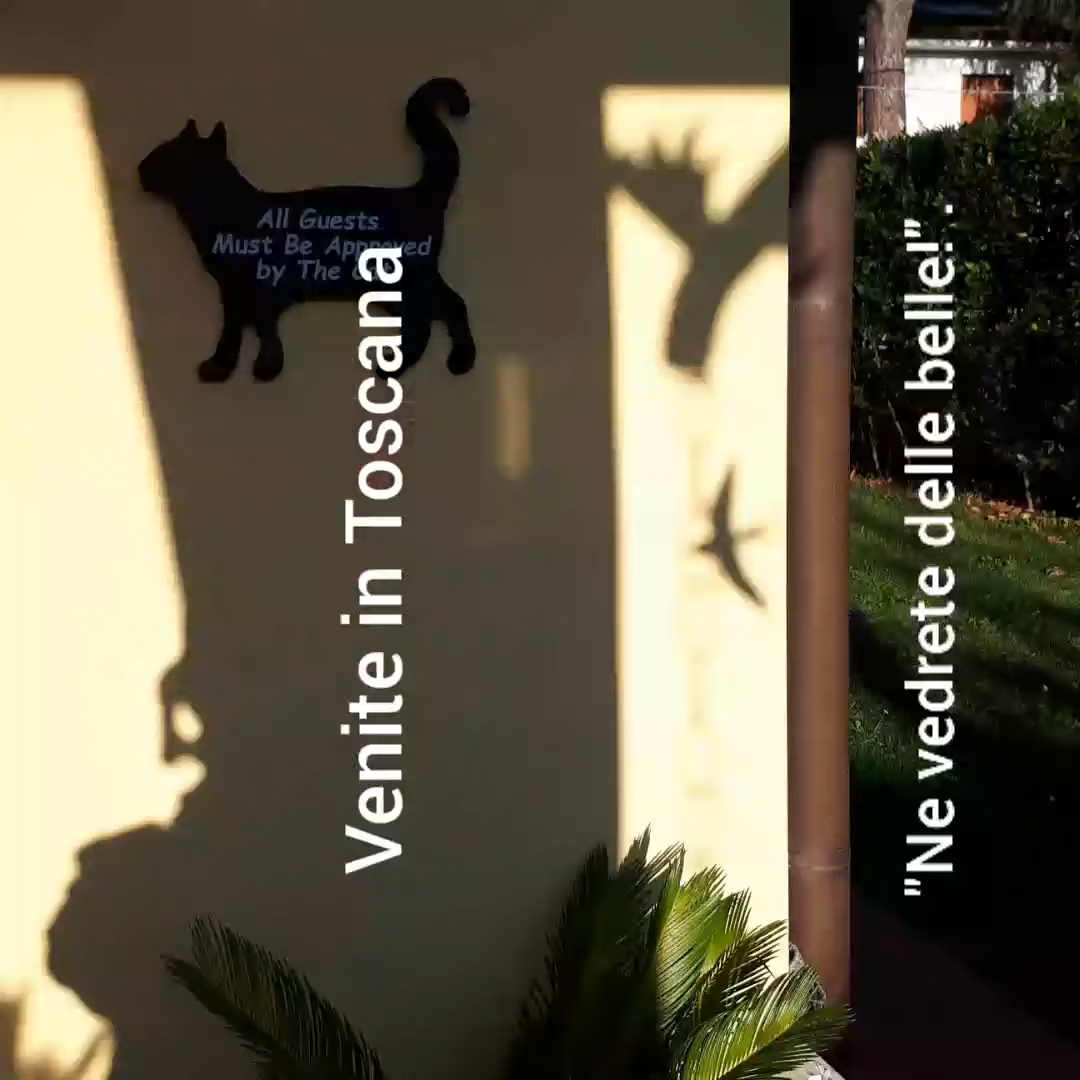 All Guests
Must Be Approved
by The
Venite in Toscana
"Ne vedrete delle belle!".